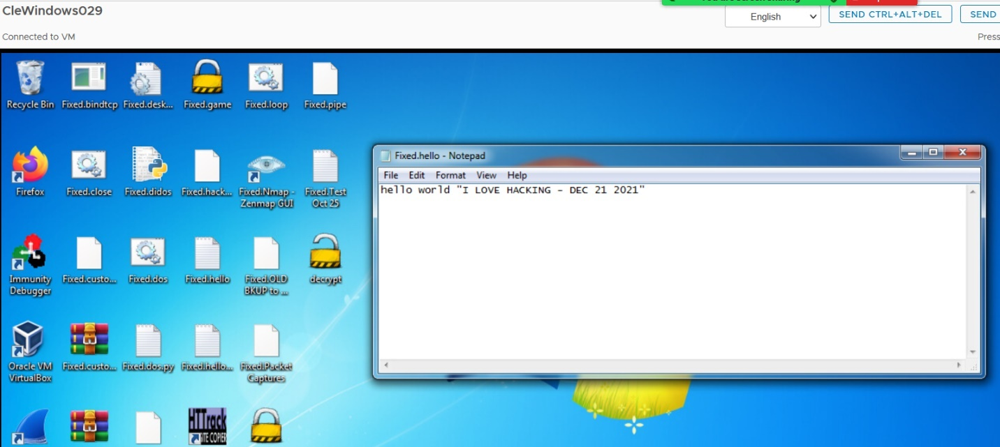 CleWindows029
English
SEND CTRL+ALT+DEL
SEND
Connected to VM
Press
Recycle Bin
Fixed.bindtcp
Fixed.desk...
Fixed.game
Fixed.loop
Fixed.pipe
Fixed.hello - Notepad
File Edit Format View Help
hello world "I LOVE HACKING - DEC 21 2021"
Firefox
Fixed.close
Fixed.didos
Fixed.hack...
Fixed.Nmap -
Zenmap GUI
Fixed.Test
Oct 25
Immunity
Debugger
Fixed.custo...
Fixed.dos
Fixed.hello
Fixed.OLD
BKUP to ...
decrypt
Oracle VM
VirtualBox
Fixed.custo...
Fixed.dos.py
Fixed.hello...
Fixed.Packet
Captures
HTTrack
SITE COPIER